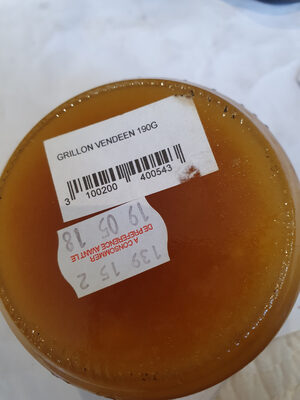 GRILLON VENDEEN 190G
3 100200 400543
139 15 2
A CONSOMMER
DE PREFERENCE AVANT LE
19 05 18